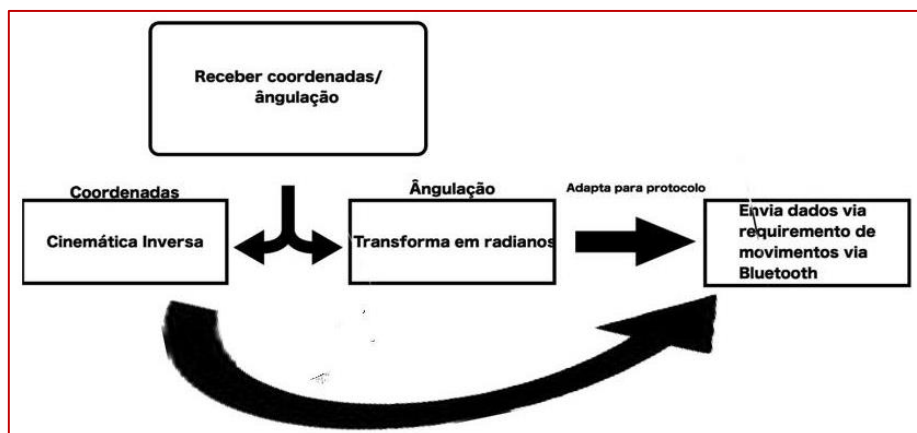 Receber coordenadas/
ângulação
Coordenadas
Cinemática Inversa
Ângulação
Transforma em radianos
Adapta para protocolo
Envia dados via
requiremento de
movimentos via
Bluetooth